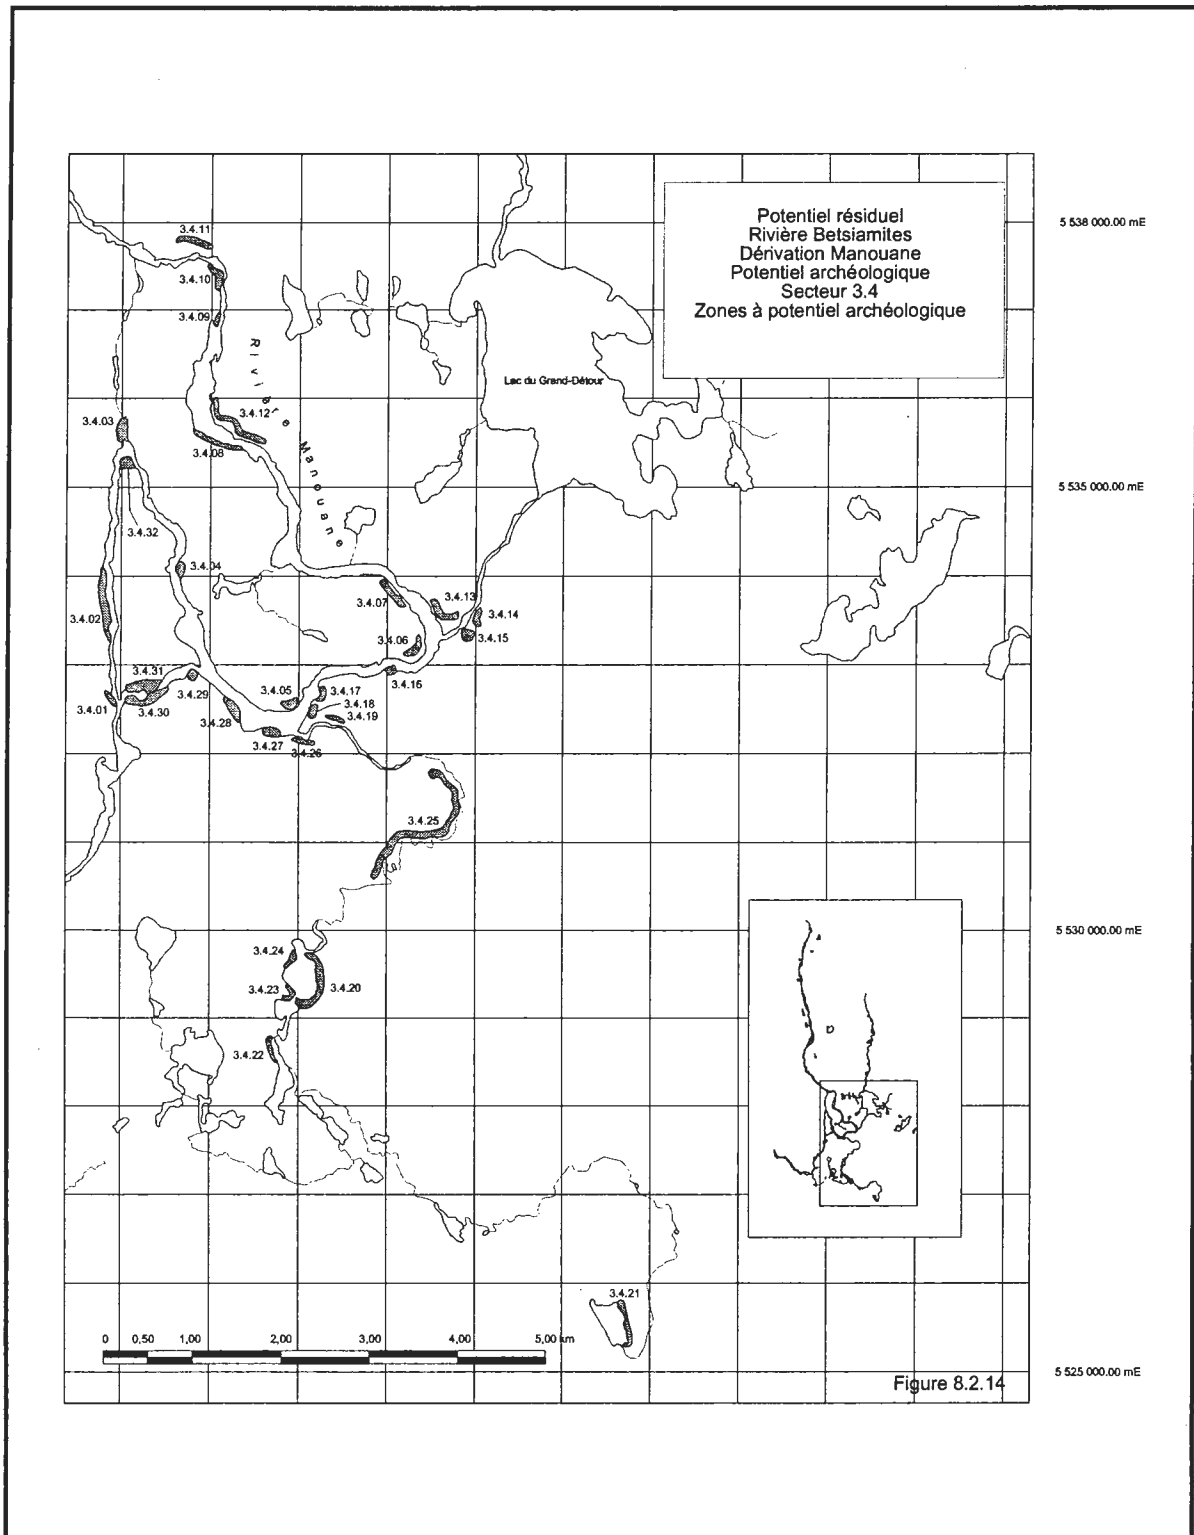 Potentiel résiduel
Rivière Betsiamites
Dérivation Manouane
Potentiel archéologique
Secteur 3.4
Zones à potentiel archéologique
5 538 000.00 mE
3.4.11
3.4.10
3.4.09
Rivière Manouane
Lac du Grand-Détour
3.4.12
3.4.03
3.4.08
5 535 000.00 mE
3.4.32
3.4.04
3.4.07
3.4.13
3.4.14
3.4.02
3.4.15
3.4.06
3.4.31
3.4.16
3.4.29
3.4.05
3.4.17
3.4.01
3.4.30
3.4.18
3.4.28
3.4.19
3.4.27
3.4.26
3.4.25
5 530 000.00 mE
3.4.24
3.4.23
3.4.20
3.4.22
3.4.21
0 0,50 1,00 2,00 3,00 4,00 5,00 km
5 525 000.00 mE
Figure 8.2.14